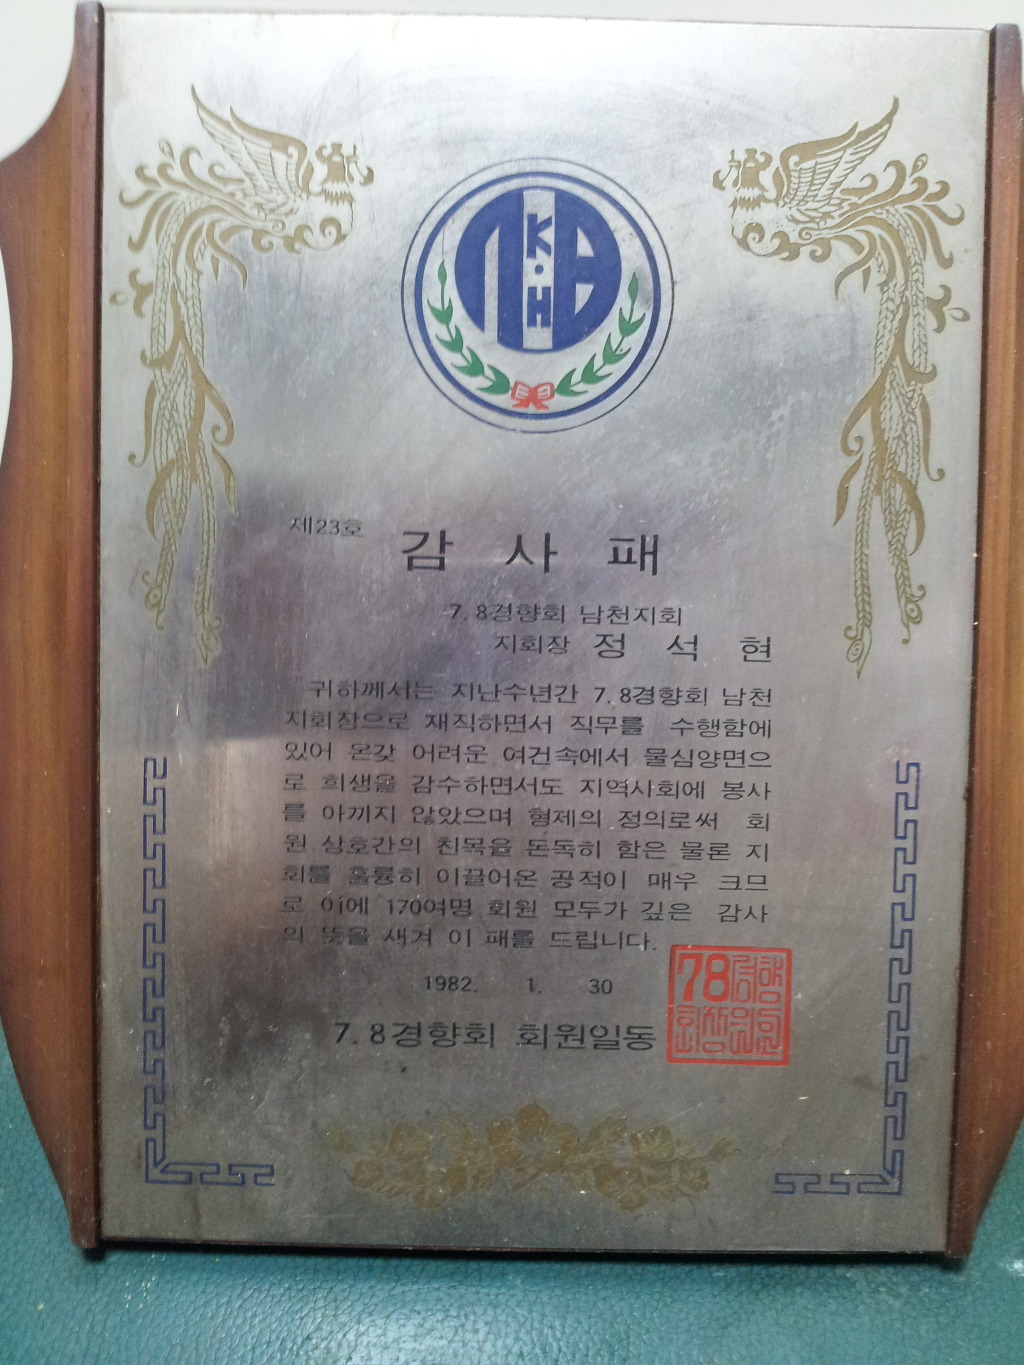 K·H
제23호
감 사 패
7. 8경향회 남천지회
지회장 정 석 현
귀하께서는 지난수년간 7. 8경향회 남천
지회장으로 재직하면서 직무를 수행함에
있어 온갖 어려운 여건속에서 물심양면으
로 희생을 감수하면서도 지역사회에 봉사
를 아끼지 않았으며 형제의 정의로써 회
원 상호간의 친목을 돈독히 함은 물론 지
회를 훌륭히 이끌어온 공적이 매우 크므
로 이에 170여명 회원 모두가 깊은 감사
의 뜻을 새겨 이 패를 드립니다.
1982. 1. 30
7. 8경향회 회원일동
78